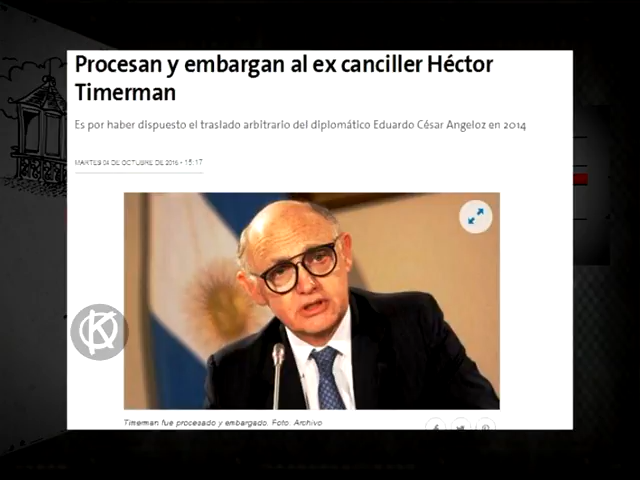 Procesan y embargan al ex canciller Héctor
Timerman
Es por haber dispuesto el traslado arbitrario del diplomático Eduardo César Angeloz en 2014
MARTES 04 DE OCTUBRE DE 2016 • 15:17
Timerman fue procesado y embargado. Foto: Archivo